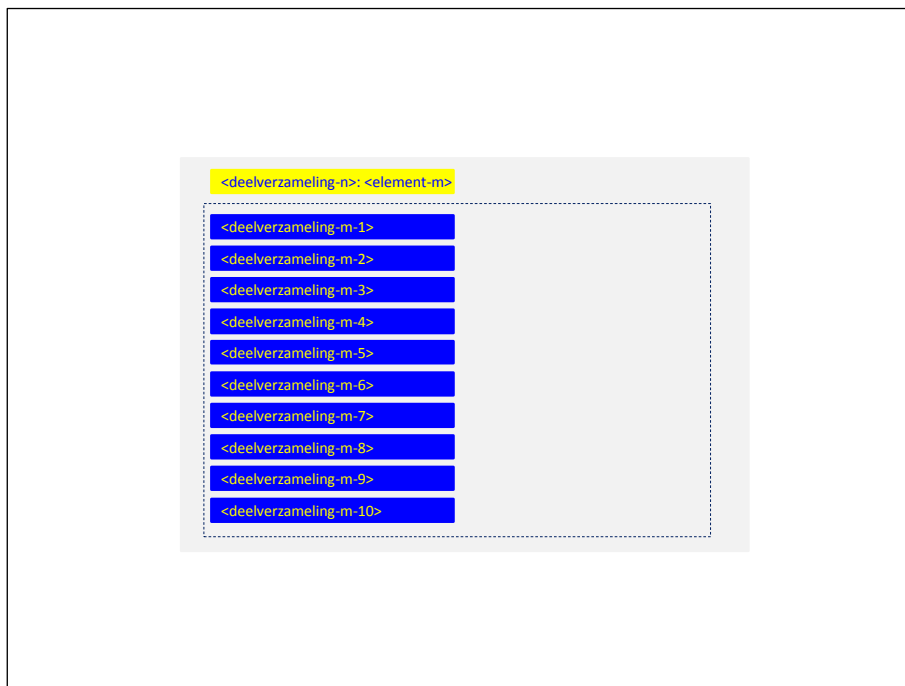 <deelverzameling-n>: <element-m>
<deelverzameling-m-1>
<deelverzameling-m-2>
<deelverzameling-m-3>
<deelverzameling-m-4>
<deelverzameling-m-5>
<deelverzameling-m-6>
<deelverzameling-m-7>
<deelverzameling-m-8>
<deelverzameling-m-9>
<deelverzameling-m-10>